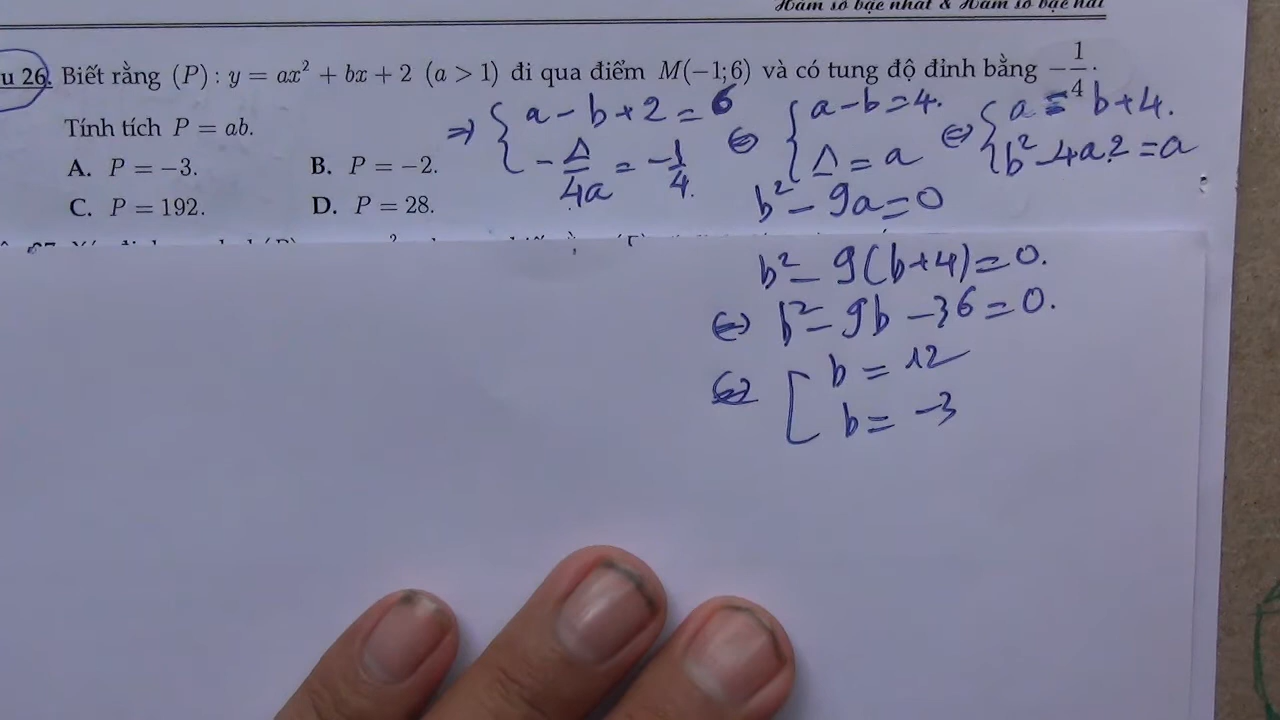 Hàm số bậc nhất & Hàm số bậc hai
u 26. Biết rằng (P) : y = ax² + bx + 2 (a > 1) đi qua điểm M(−1; 6) và có tung độ đỉnh bằng −1/4.
Tính tích P = ab.
A. P = −3. B. P = −2.
C. P = 192. D. P = 28.
=> { a − b + 2 = 6
− Δ/4a = −1/4.
<=> { a − b = 4.
Δ = a
<=> { a = b + 4.
b² − 4a.2 = a
b² − 9a = 0
b² − 9(b+4) = 0.
<=> b² − 9b − 36 = 0.
<=> [ b = 12
b = −3